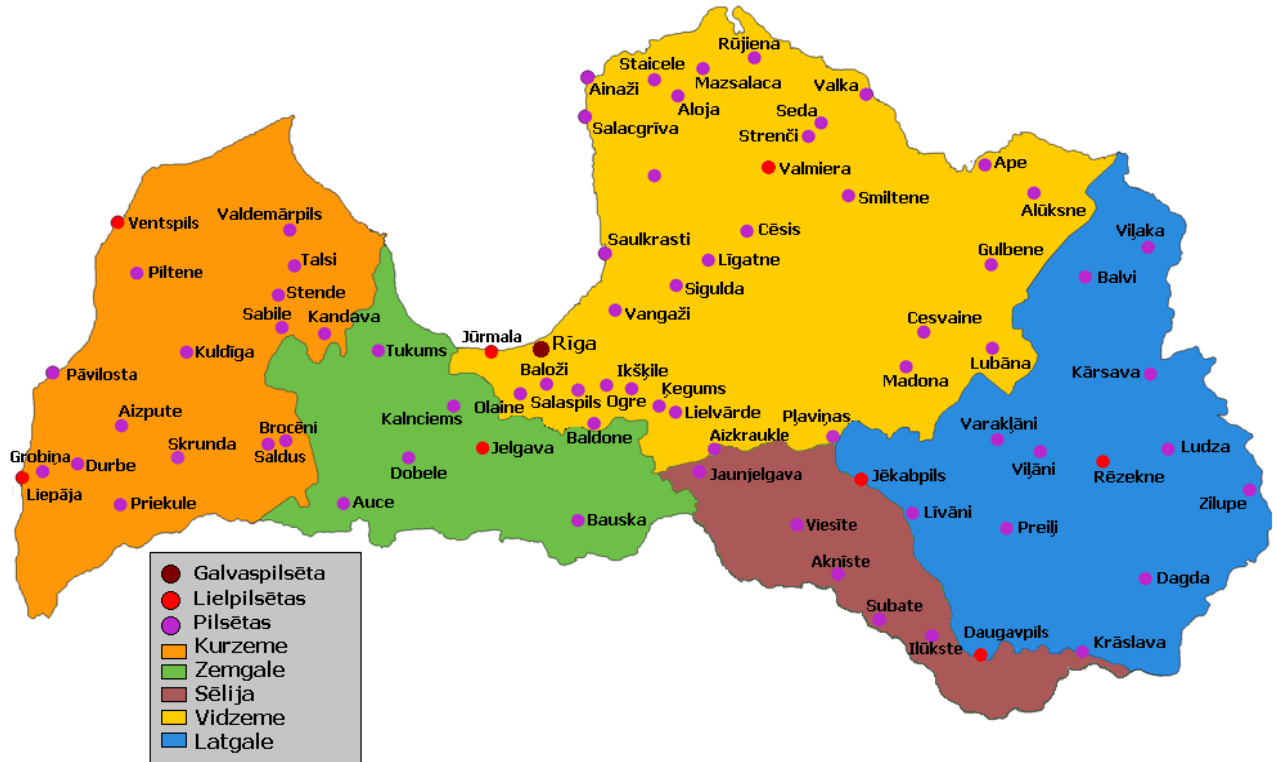 Rūjiena
Staicele
Mazsalaca
Ainaži
Aloja
Valka
Seda
Salacgrīva
Strenči
Valmiera
Ape
Smiltene
Alūksne
Ventspils
Valdemārpils
Cēsis
Viļaka
Saulkrasti
Gulbene
Talsi
Līgatne
Piltene
Balvi
Stende
Sigulda
Sabile
Kandava
Vangaži
Cesvaine
Jūrmala
Rīga
Kuldīga
Tukums
Lubāna
Baloži
Ikšķile
Madona
Kārsava
Pāvilosta
Ķegums
Olaine
Salaspils
Ogre
Aizpute
Kalnciems
Lielvārde
Pļaviņas
Varakļāni
Brocēni
Baldone
Aizkraukle
Skrunda
Saldus
Jelgava
Ludza
Grobiņa
Durbe
Dobele
Jaunjelgava
Jēkabpils
Viļāni
Rēzekne
Liepāja
Zilupe
Priekule
Auce
Līvāni
Bauska
Viesīte
Preiļi
Aknīste
Dagda
Subate
Daugavpils
Krāslava
Ilūkste
Galvaspilsēta
Lielpilsētas
Pilsētas
Kurzeme
Zemgale
Sēlija
Vidzeme
Latgale